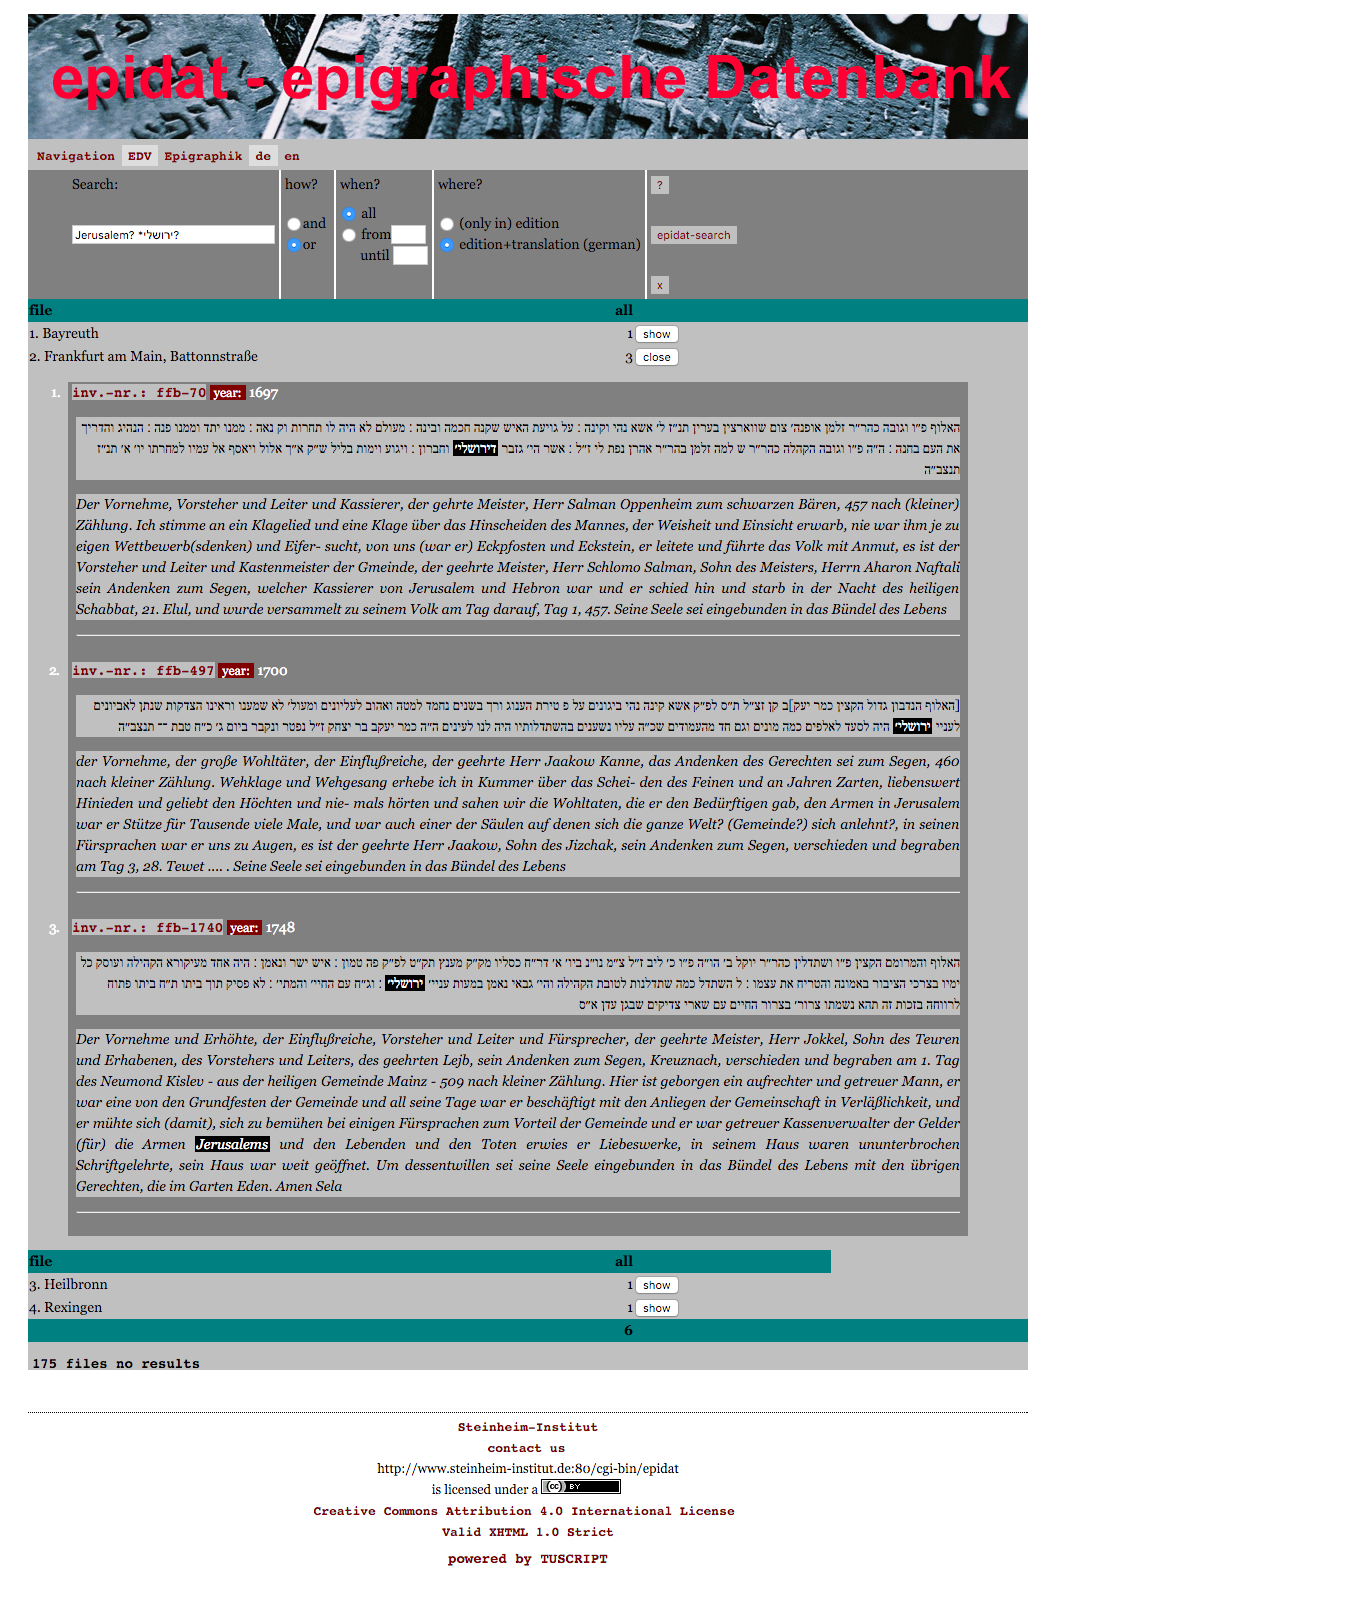 epidat - epigraphische Datenbank
Navigation EDV Epigraphik de en
Search: how? when? where? ?
all
and (only in) edition
Jerusalem? *ירושלי? from epidat-search
or edition+translation (german)
until
x
file all
1. Bayreuth 1 show
2. Frankfurt am Main, Battonnstraße 3 close
1. inv.-nr.: ffb-70 year: 1697
האלוף פ״ו וגובה כהר״ר זלמן אופנה׳ צום שווארצין בערין תנ״ז ל׳ אשא נהי וקינה : על גויעת האיש שקנה חכמה ובינה : מעולם לא היה לו תחרות וק נאה : ממנו יתד וממנו פנה : הנהיג והדריך
את העם בחנה : ה״ה פ״ו וגובה הקהלה כהר״ר ש למה זלמן בהר״ר אהרן נפת לי ז״ל : אשר הי׳ גזבר דירושלי׳ וחברון : ויגוע וימות בליל ש״ק א״ך אלול ויאסף אל עמיו למחרתו יו׳ א׳ תנ״ז
תנצב״ה
Der Vornehme, Vorsteher und Leiter und Kassierer, der gehrte Meister, Herr Salman Oppenheim zum schwarzen Bären, 457 nach (kleiner)
Zählung. Ich stimme an ein Klagelied und eine Klage über das Hinscheiden des Mannes, der Weisheit und Einsicht erwarb, nie war ihm je zu
eigen Wettbewerb(sdenken) und Eifer- sucht, von uns (war er) Eckpfosten und Eckstein, er leitete und führte das Volk mit Anmut, es ist der
Vorsteher und Leiter und Kastenmeister der Gmeinde, der geehrte Meister, Herr Schlomo Salman, Sohn des Meisters, Herrn Aharon Naftali
sein Andenken zum Segen, welcher Kassierer von Jerusalem und Hebron war und er schied hin und starb in der Nacht des heiligen
Schabbat, 21. Elul, und wurde versammelt zu seinem Volk am Tag darauf, Tag 1, 457. Seine Seele sei eingebunden in das Bündel des Lebens
2. inv.-nr.: ffb-497 year: 1700
[האלוף הנדבון גדול הקצין כמר יעק]ב קן זצ״ל ת״ס לפ״ק אשא קינה נהי ביגונים על פ טירת הענוג ורך בשנים נחמד למטה ואהוב לעליונים ומעול׳ לא שמענו וראינו הצדקות שנתן לאביונים
לעניי ירושלי׳ היה לסעד לאלפים כמה מונים וגם חד מהעמודים שכ״ה עליו נשענים בהשתדלותיו היה לנו לעינים ה״ה כמר יעקב בר יצחק ז״ל נפטר ונקבר ביום ג׳ כ״ח טבת ־־ תנצב״ה
der Vornehme, der große Wohltäter, der Einflußreiche, der geehrte Herr Jaakow Kanne, das Andenken des Gerechten sei zum Segen, 460
nach kleiner Zählung. Wehklage und Wehgesang erhebe ich in Kummer über das Schei- den des Feinen und an Jahren Zarten, liebenswert
Hinieden und geliebt den Höchten und nie- mals hörten und sahen wir die Wohltaten, die er den Bedürftigen gab, den Armen in Jerusalem
war er Stütze für Tausende viele Male, und war auch einer der Säulen auf denen sich die ganze Welt? (Gemeinde?) sich anlehnt?, in seinen
Fürsprachen war er uns zu Augen, es ist der geehrte Herr Jaakow, Sohn des Jizchak, sein Andenken zum Segen, verschieden und begraben
am Tag 3, 28. Tewet .... . Seine Seele sei eingebunden in das Bündel des Lebens
3. inv.-nr.: ffb-1740 year: 1748
האלוף והמרומם הקצין פ״ו ושתדלין כהר״ר יוקל ב׳ הו״ה פ״ו כ׳ ליב ז״ל צ״מ נו״נ ביו׳ א׳ דר״ח כסליו מק״ק מענץ תק״ט לפ״ק פה טמון : איש ישר ונאמן : היה אחד מעיקורא הקהילה ועוסק כל
ימיו בצרכי הציבור באמונה והטריח את עצמו : ל השתדל כמה שתדלנות לטובת הקהילה והי׳ גבאי נאמן במעות עניי׳ ירושלי׳ : וג״ח עם החיי׳ והמתי׳ : לא פסיק תוך ביתו ת״ח ביתו פתוח
לרווחה בזכות זה תהא נשמתו צרור׳ בצרור החיים עם שארי צדיקים שבגן עדן א״ס
Der Vornehme und Erhöhte, der Einflußreiche, Vorsteher und Leiter und Fürsprecher, der geehrte Meister, Herr Jokkel, Sohn des Teuren
und Erhabenen, des Vorstehers und Leiters, des geehrten Lejb, sein Andenken zum Segen, Kreuznach, verschieden und begraben am 1. Tag
des Neumond Kislev - aus der heiligen Gemeinde Mainz - 509 nach kleiner Zählung. Hier ist geborgen ein aufrechter und getreuer Mann, er
war eine von den Grundfesten der Gemeinde und all seine Tage war er beschäftigt mit den Anliegen der Gemeinschaft in Verläßlichkeit, und
er mühte sich (damit), sich zu bemühen bei einigen Fürsprachen zum Vorteil der Gemeinde und er war getreuer Kassenverwalter der Gelder
(für) die Armen Jerusalems und den Lebenden und den Toten erwies er Liebeswerke, in seinem Haus waren ununterbrochen
Schriftgelehrte, sein Haus war weit geöffnet. Um dessentwillen sei seine Seele eingebunden in das Bündel des Lebens mit den übrigen
Gerechten, die im Garten Eden. Amen Sela
file all
3. Heilbronn 1 show
4. Rexingen 1 show
6
175 files no results
Steinheim-Institut
contact us
http://www.steinheim-institut.de:80/cgi-bin/epidat
is licensed under a (cc) BY
Creative Commons Attribution 4.0 International License
Valid XHTML 1.0 Strict
powered by TUSCRIPT